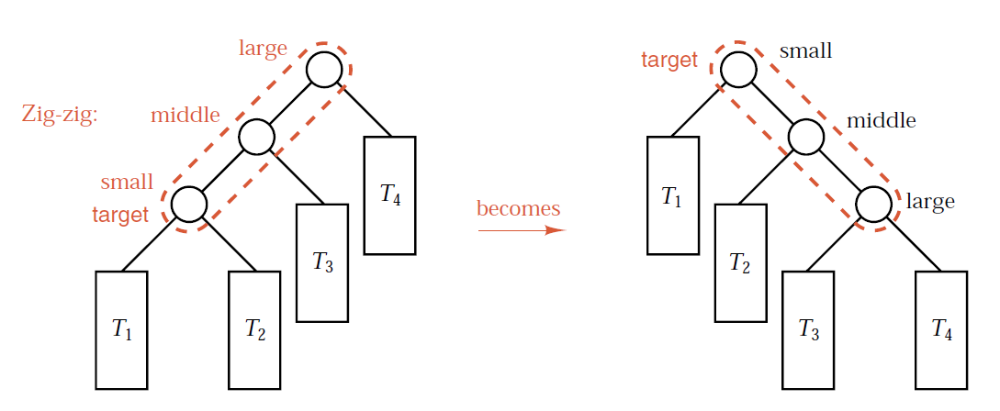 Zig-zig:
large
middle
small
target
T1
T2
T3
T4
becomes
target
small
middle
large
T1
T2
T3
T4